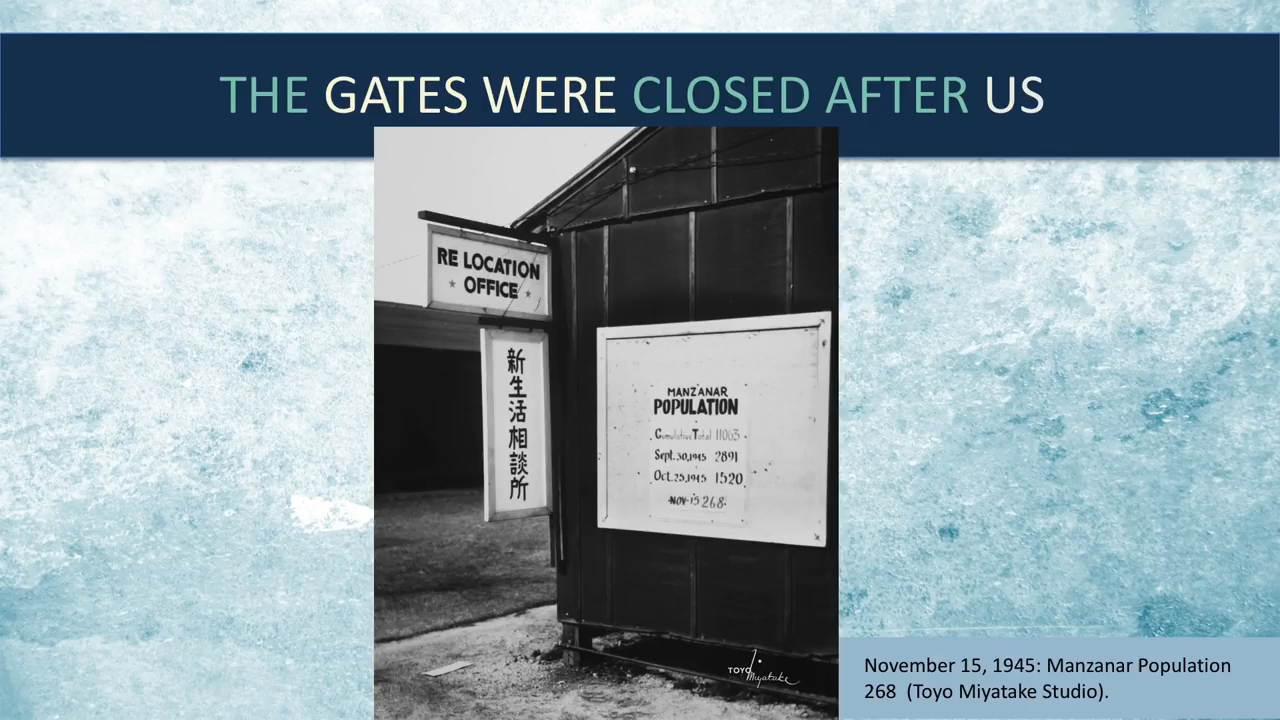 THE GATES WERE CLOSED AFTER US
RE LOCATION
OFFICE
新生活相談所
MANZANAR
POPULATION
Cumulative Total 11063
Sept. 30, 1945 2891
Oct. 25, 1945 1520
NOV 15 268
TOYO Miyatake
November 15, 1945: Manzanar Population
268 (Toyo Miyatake Studio).